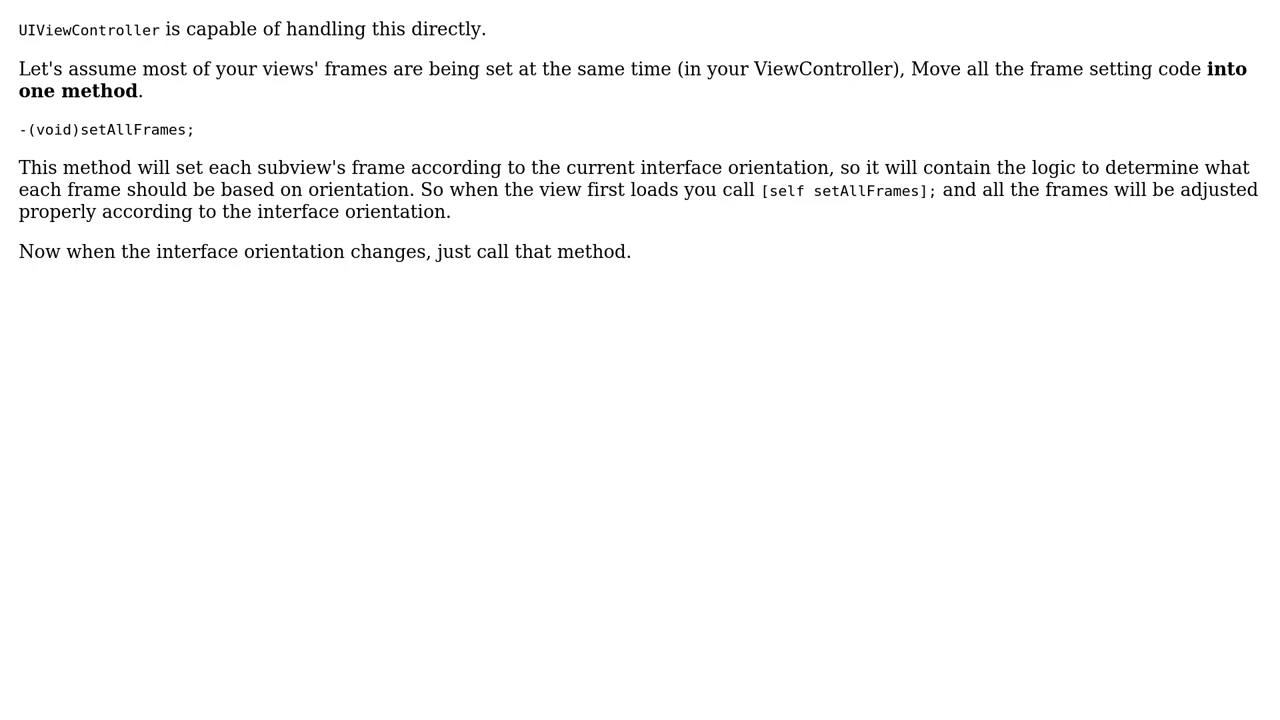 UIViewController is capable of handling this directly.
Let's assume most of your views' frames are being set at the same time (in your ViewController), Move all the frame setting code into
one method.
-(void)setAllFrames;
This method will set each subview's frame according to the current interface orientation, so it will contain the logic to determine what
each frame should be based on orientation. So when the view first loads you call [self setAllFrames]; and all the frames will be adjusted
properly according to the interface orientation.
Now when the interface orientation changes, just call that method.